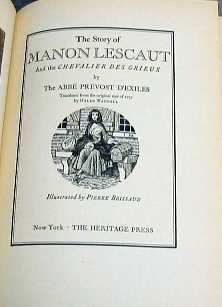 The Story of
MANON LESCAUT
And the CHEVALIER DES GRIEUX
by
The ABBÉ PRÉVOST D'EXILES
Translated from the original text of 1731
by HELEN WADDELL
Illustrated by PIERRE BRISSAUD
New York · THE HERITAGE PRESS